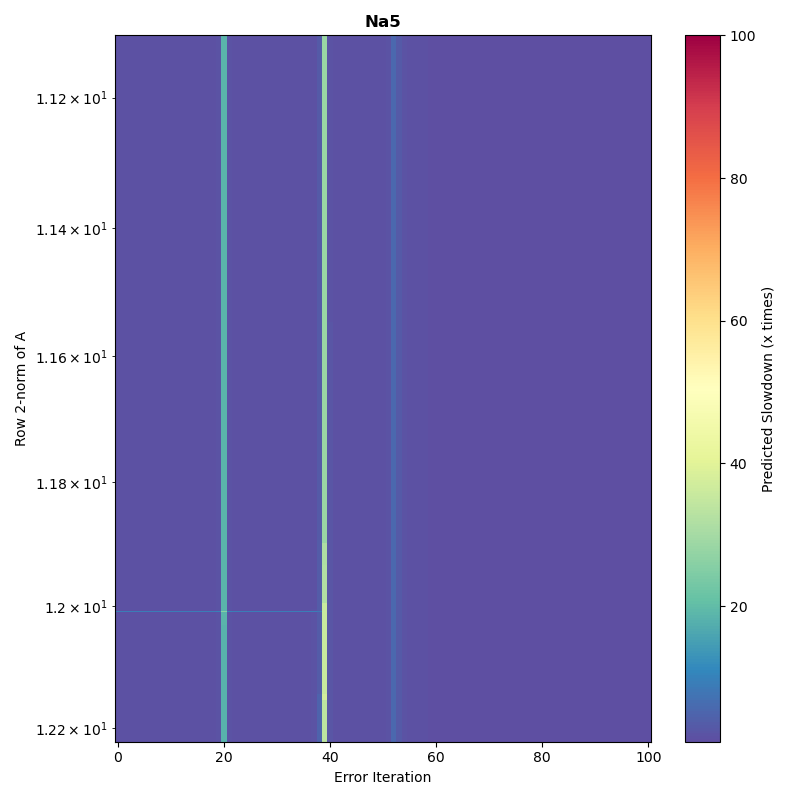 Na5
Row 2-norm of A
1.12 × 10¹
1.14 × 10¹
1.16 × 10¹
1.18 × 10¹
1.2 × 10¹
1.22 × 10¹
0 20 40 60 80 100
Error Iteration
100
80
60
40
20
Predicted Slowdown (x times)